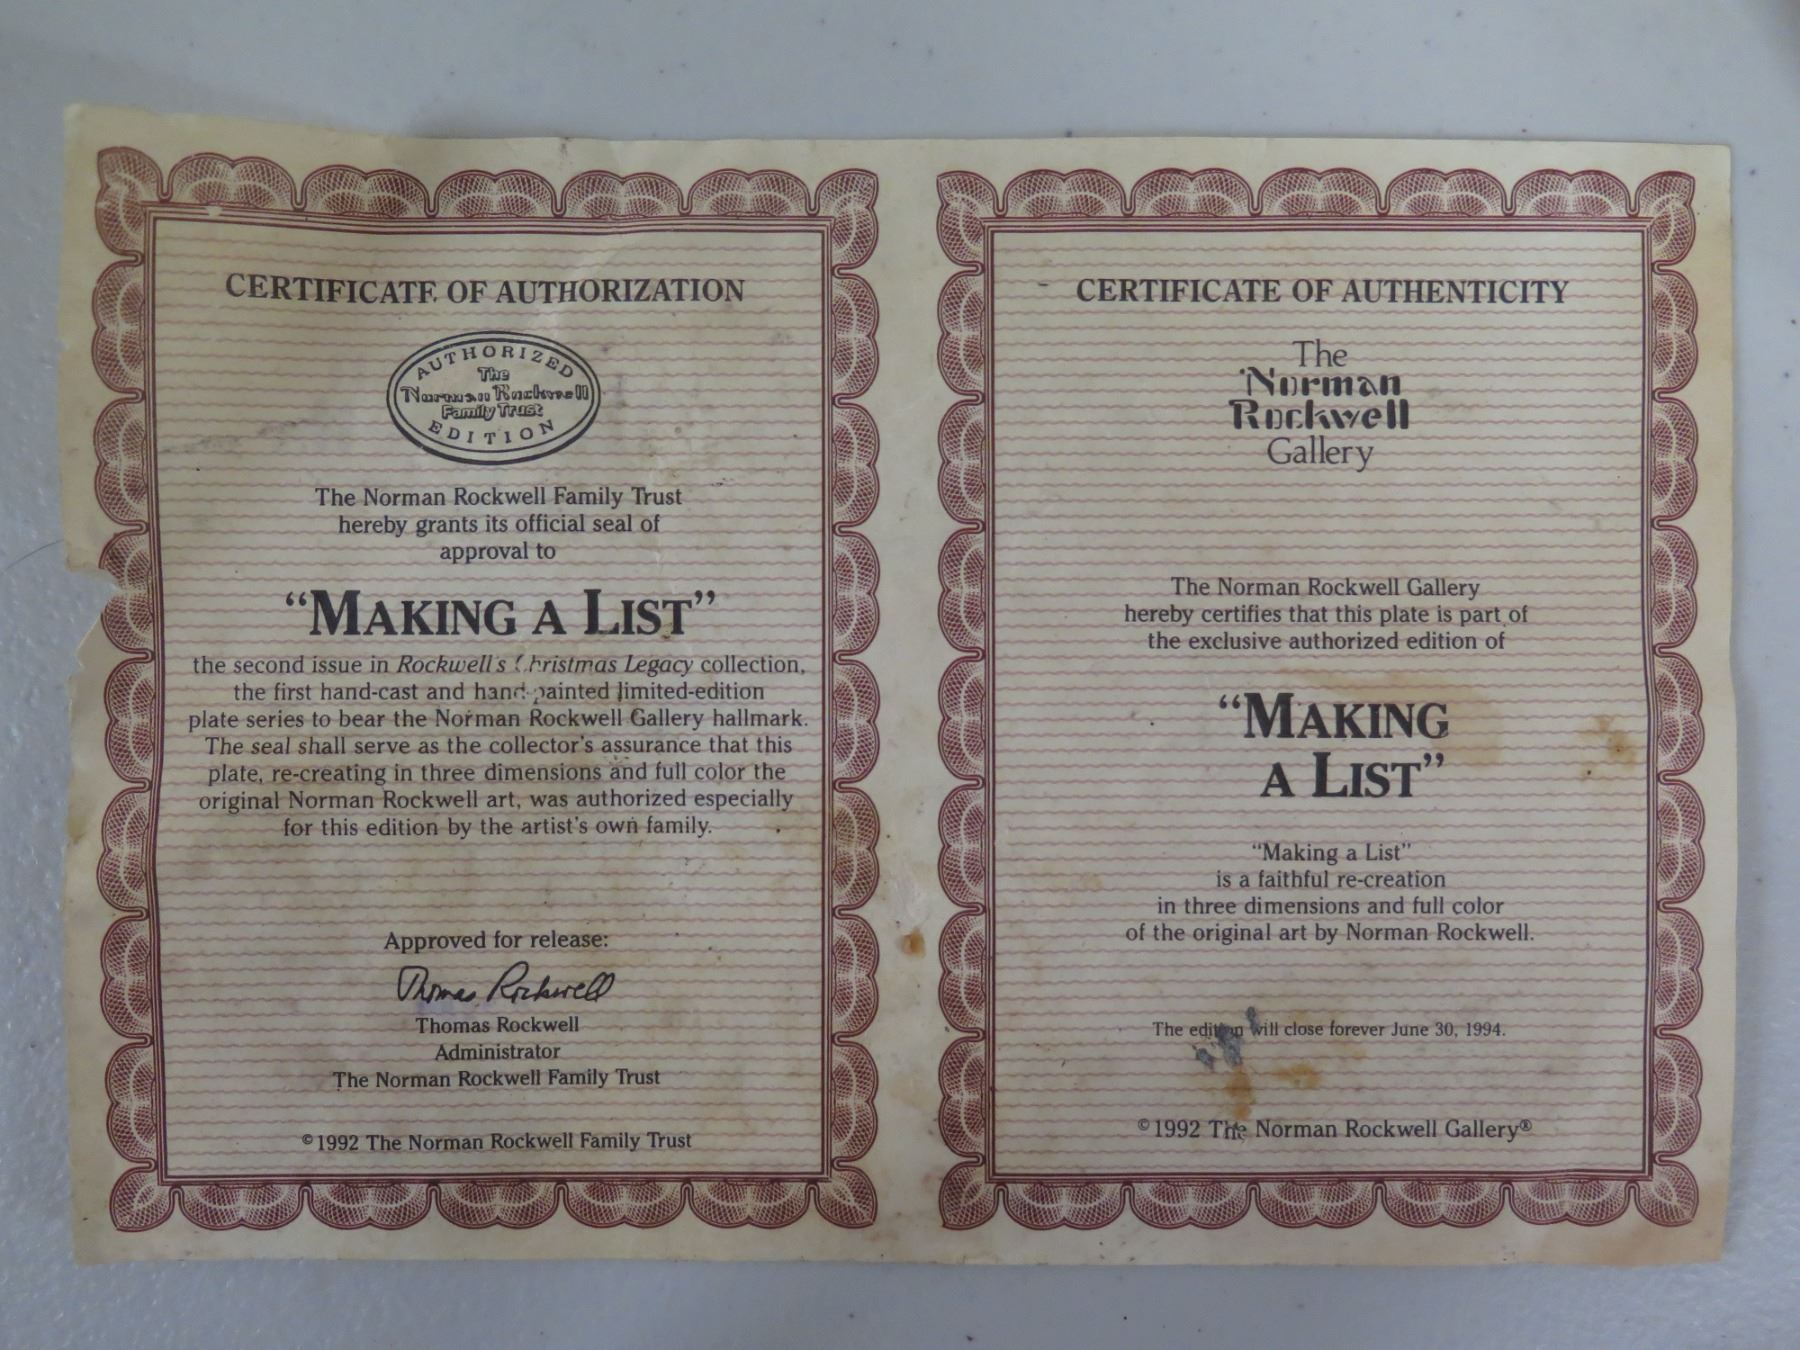 CERTIFICATE OF AUTHORIZATION
AUTHORIZED
The
Norman Rockwell
Family Trust
EDITION
The Norman Rockwell Family Trust
hereby grants its official seal of
approval to
“MAKING A LIST”
the second issue in Rockwell's Christmas Legacy collection,
the first hand-cast and hand-painted limited-edition
plate series to bear the Norman Rockwell Gallery hallmark.
The seal shall serve as the collector's assurance that this
plate, re-creating in three dimensions and full color the
original Norman Rockwell art, was authorized especially
for this edition by the artist's own family.
Approved for release:
Thomas Rockwell
Thomas Rockwell
Administrator
The Norman Rockwell Family Trust
©1992 The Norman Rockwell Family Trust
CERTIFICATE OF AUTHENTICITY
The
Norman
Rockwell
Gallery
The Norman Rockwell Gallery
hereby certifies that this plate is part of
the exclusive authorized edition of
“MAKING
A LIST”
“Making a List”
is a faithful re-creation
in three dimensions and full color
of the original art by Norman Rockwell.
The edition will close forever June 30, 1994.
©1992 The Norman Rockwell Gallery®